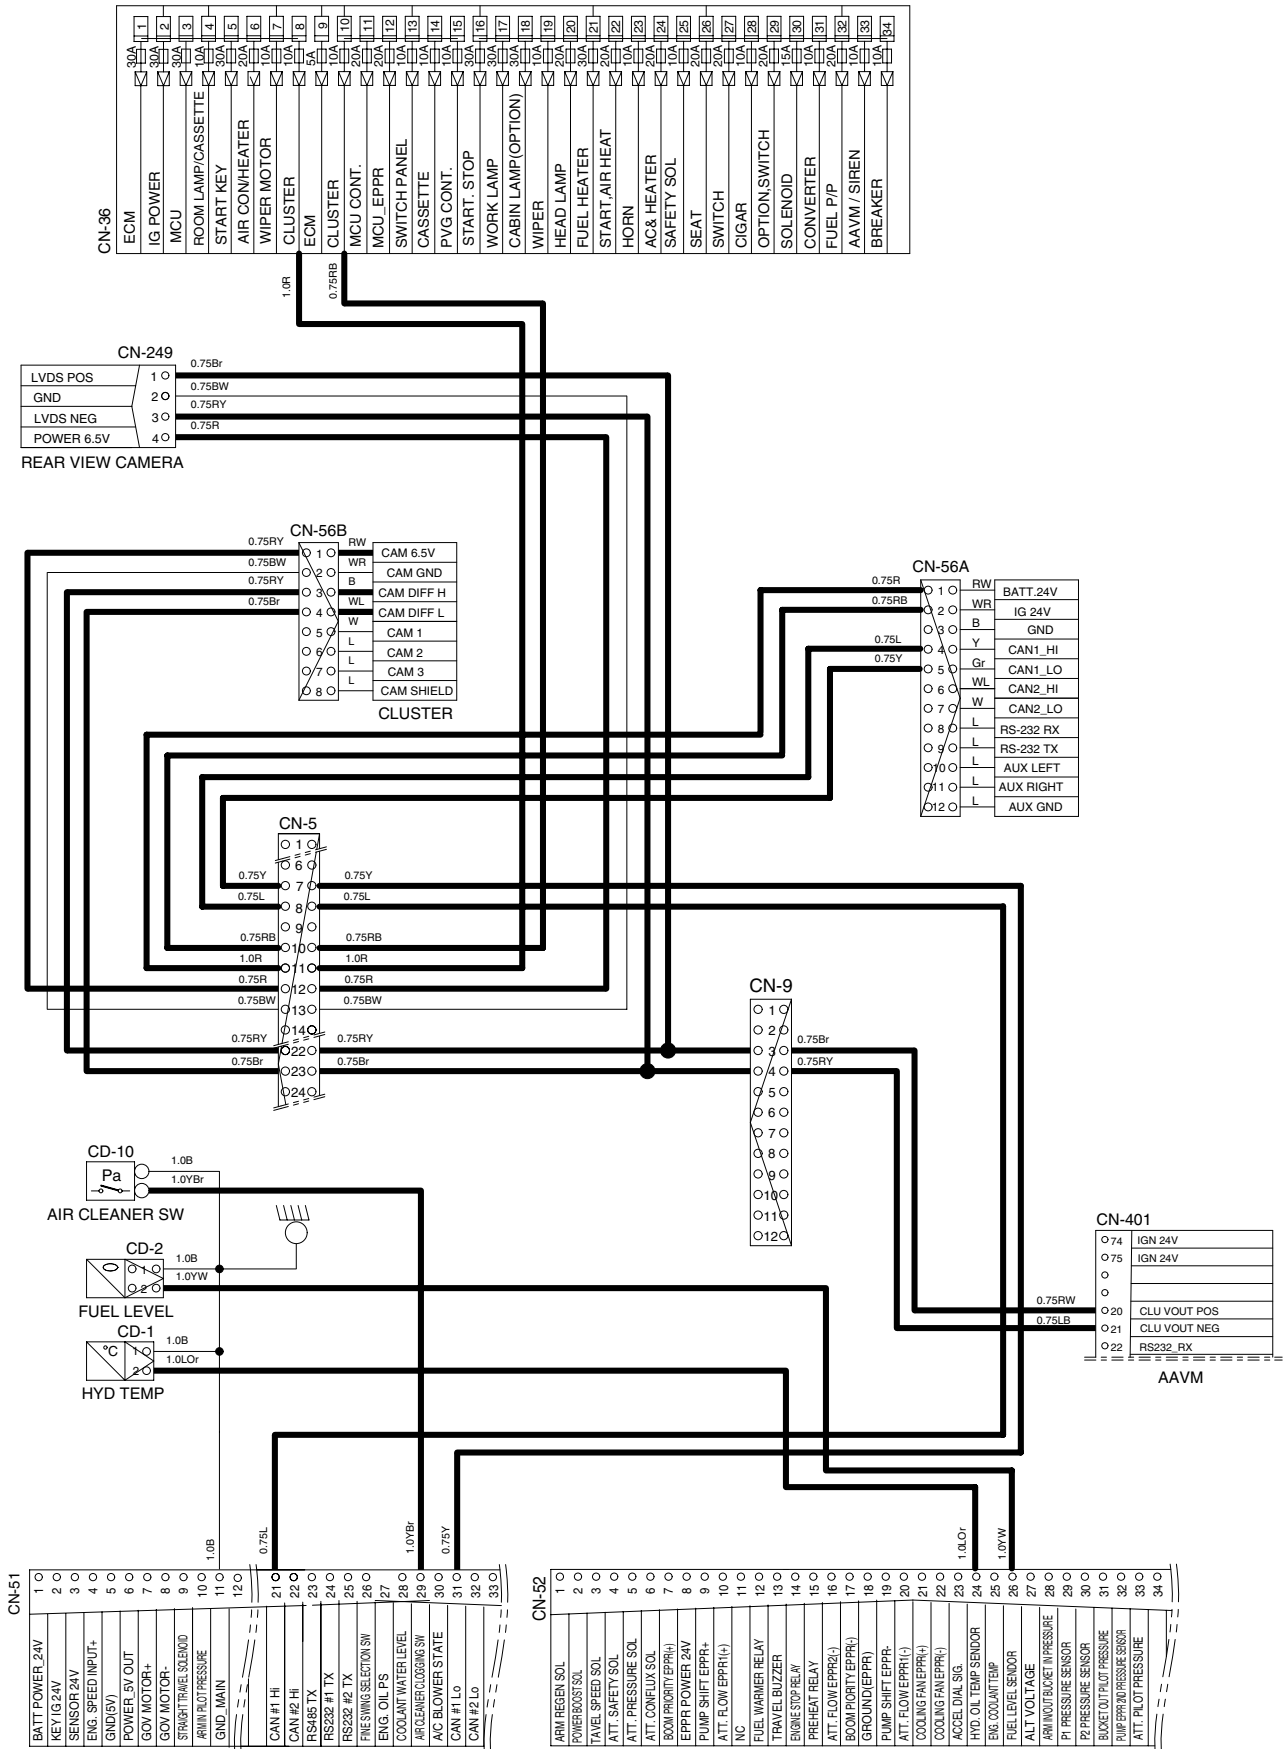 CN-36
1 2 3 4 5 6 7 8 9 10 11 12 13 14 15 16 17 18 19 20 21 22 23 24 25 26 27 28 29 30 31 32 33 34
30A 30A 30A 10A 30A 20A 10A 10A 5A 10A 20A 20A 10A 10A 10A 30A 30A 10A 10A 20A 30A 20A 10A 20A 10A 20A 20A 10A 20A 15A 10A 20A 10A 10A
ECM
IG POWER
MCU
ROOM LAMP/CASSETTE
START KEY
AIR CON/HEATER
WIPER MOTOR
CLUSTER
ECM
CLUSTER
MCU CONT.
MCU_EPPR
SWITCH PANEL
CASSETTE
PVG CONT.
START. STOP
WORK LAMP
CABIN LAMP(OPTION)
WIPER
HEAD LAMP
FUEL HEATER
START,AIR HEAT
HORN
AC& HEATER
SAFETY SOL
SEAT
SWITCH
CIGAR
OPTION,SWITCH
SOLENOID
CONVERTER
FUEL P/P
AAVM / SIREN
BREAKER
1.0R
0.75RB
CN-249
LVDS POS 1 0.75Br
GND 2 0.75BW
LVDS NEG 3 0.75RY
POWER 6.5V 4 0.75R
REAR VIEW CAMERA
CN-56B
0.75RY 1 RW CAM 6.5V
0.75BW 2 WR CAM GND
0.75RY 3 B CAM DIFF H
0.75Br 4 WL CAM DIFF L
5 W CAM 1
6 L CAM 2
7 L CAM 3
8 L CAM SHIELD
CLUSTER
CN-56A
0.75R 1 RW BATT.24V
0.75RB 2 WR IG 24V
3 B GND
0.75L 4 Y CAN1_HI
0.75Y 5 Gr CAN1_LO
6 WL CAN2_HI
7 W CAN2_LO
8 L RS-232 RX
9 L RS-232 TX
10 L AUX LEFT
11 L AUX RIGHT
12 L AUX GND
CN-5
1
6
0.75Y 7 0.75Y
0.75L 8 0.75L
9
0.75RB 10 0.75RB
1.0R 11 1.0R
0.75R 12 0.75R
0.75BW 13 0.75BW
14
0.75RY 22 0.75RY
0.75Br 23 0.75Br
24
CN-9
1
2
3 0.75Br
4 0.75RY
5
6
7
8
9
10
11
12
CD-10
Pa
1.0B
1.0YBr
AIR CLEANER SW
CD-2
1 1.0B
2 1.0YW
FUEL LEVEL
CD-1
°C
1 1.0B
2 1.0LOr
HYD TEMP
CN-401
74 IGN 24V
75 IGN 24V
0.75RW 20 CLU VOUT POS
0.75LB 21 CLU VOUT NEG
22 RS232_RX
AAVM
1.0B
0.75L
1.0YBr
0.75Y
1.0LOr
1.0YW
CN-51
1 2 3 4 5 6 7 8 9 10 11 12 21 22 23 24 25 26 27 28 29 30 31 32 33
BATT POWER_24V
KEY IG 24V
SENSOR 24V
ENG. SPEED INPUT+
GND(5V)
POWER_5V OUT
GOV MOTOR+
GOV MOTOR-
STRAIGHT TRAVEL SOLENOID
ARMIN PILOT PRESSURE
GND_MAIN
CAN #1 Hi
CAN #2 Hi
RS485 TX
RS232 #1 TX
RS232 #2 TX
FINE SWING SELECTION SW
ENG. OIL PS
COOLANT WATER LEVEL
AIR CLEANER CLOGGING SW
A/C BLOWER STATE
CAN #1 Lo
CAN #2 Lo
CN-52
1 2 3 4 5 6 7 8 9 10 11 12 13 14 15 16 17 18 19 20 21 22 23 24 25 26 27 28 29 30 31 32 33 34
ARM REGEN SOL
POWER BOOST SOL
TAVEL SPEED SOL
ATT. SAFETY SOL
ATT. PRESSURE SOL
ATT. CONFLUX SOL
BOOM PRIORITY EPPR(+)
EPPR POWER 24V
PUMP SHIFT EPPR+
ATT. FLOW EPPR1(+)
NC
FUEL WARMER RELAY
TRAVEL BUZZER
ENGINE STOP RELAY
PREHEAT RELAY
ATT. FLOW EPPR2(-)
BOOM PIORITY EPPR(-)
GROUND(EPPR)
PUMP SHIFT EPPR-
ATT. FLOW EPPR1(-)
COOLING FAN EPPR(+)
COOLING FAN EPPR(-)
ACCEL DIAL SIG.
HYD. OIL TEMP SENDOR
ENG. COOLANT TEMP
FUEL LEVEL SENDOR
ALT VOLTAGE
ARM IN/OUT BUCKET IN PRESSURE
P1 PRESSURE SENSOR
P2 PRESSURE SENSOR
BUCKET OUT PILOT PRESSURE
PUMP EPPR 2ND PRESSURE SENSOR
ATT. PILOT PRESSURE